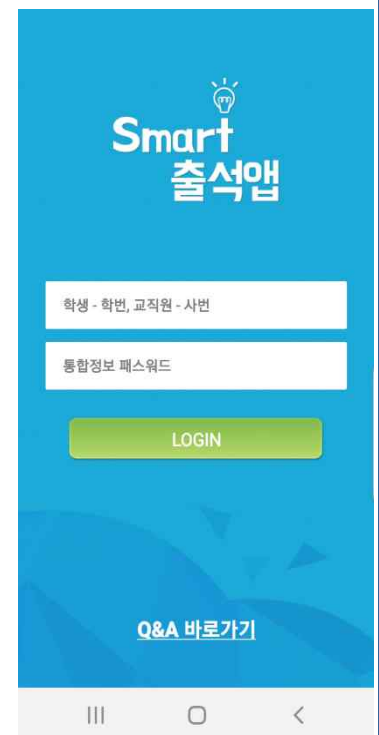 Smart
출석앱
학생 - 학번, 교직원 - 사번
통합정보 패스워드
LOGIN
Q&A 바로가기